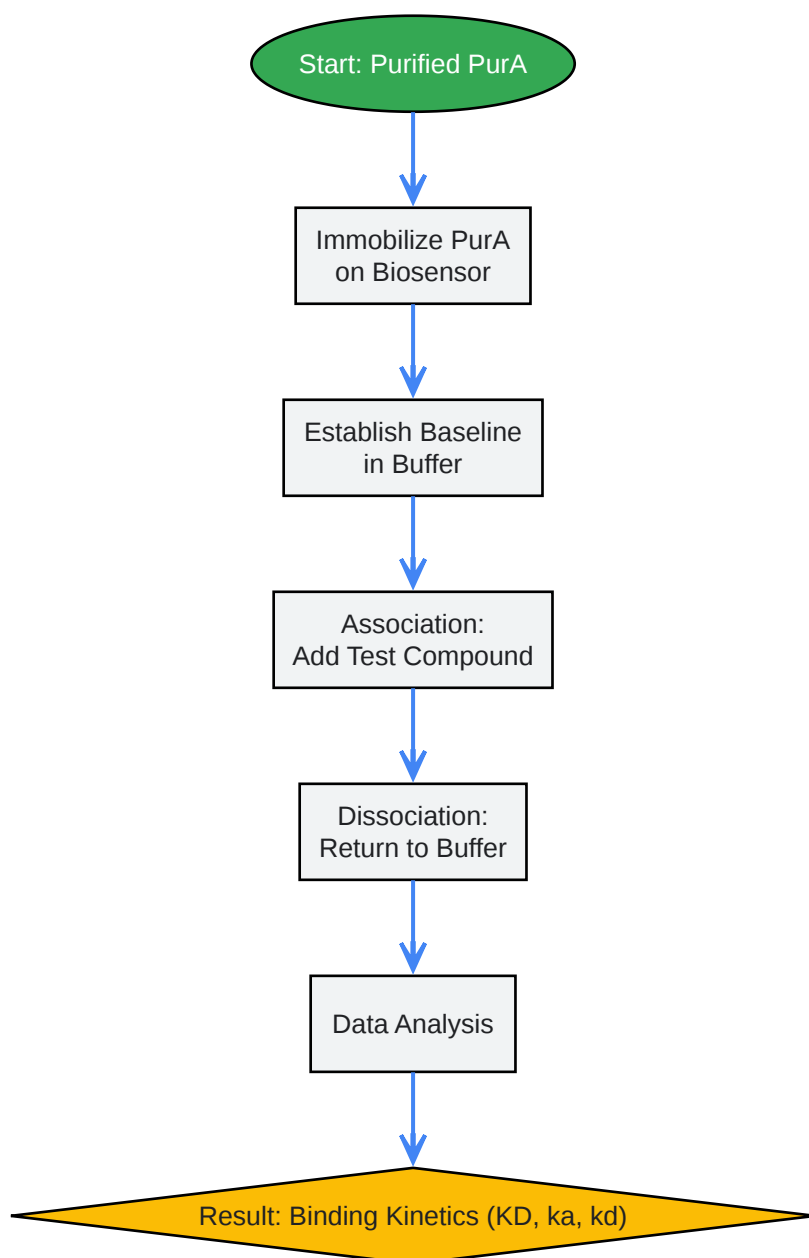 Start: Purified PurA
Immobilize PurA
on Biosensor
Establish Baseline
in Buffer
Association:
Add Test Compound
Dissociation:
Return to Buffer
Data Analysis
Result: Binding Kinetics (KD, ka, kd)